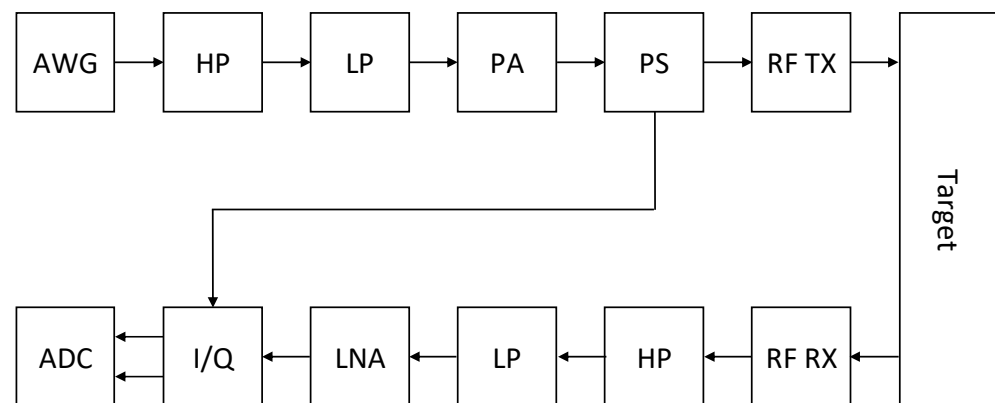 AWG
HP
LP
PA
PS
RF TX
Target
ADC
I/Q
LNA
LP
HP
RF RX